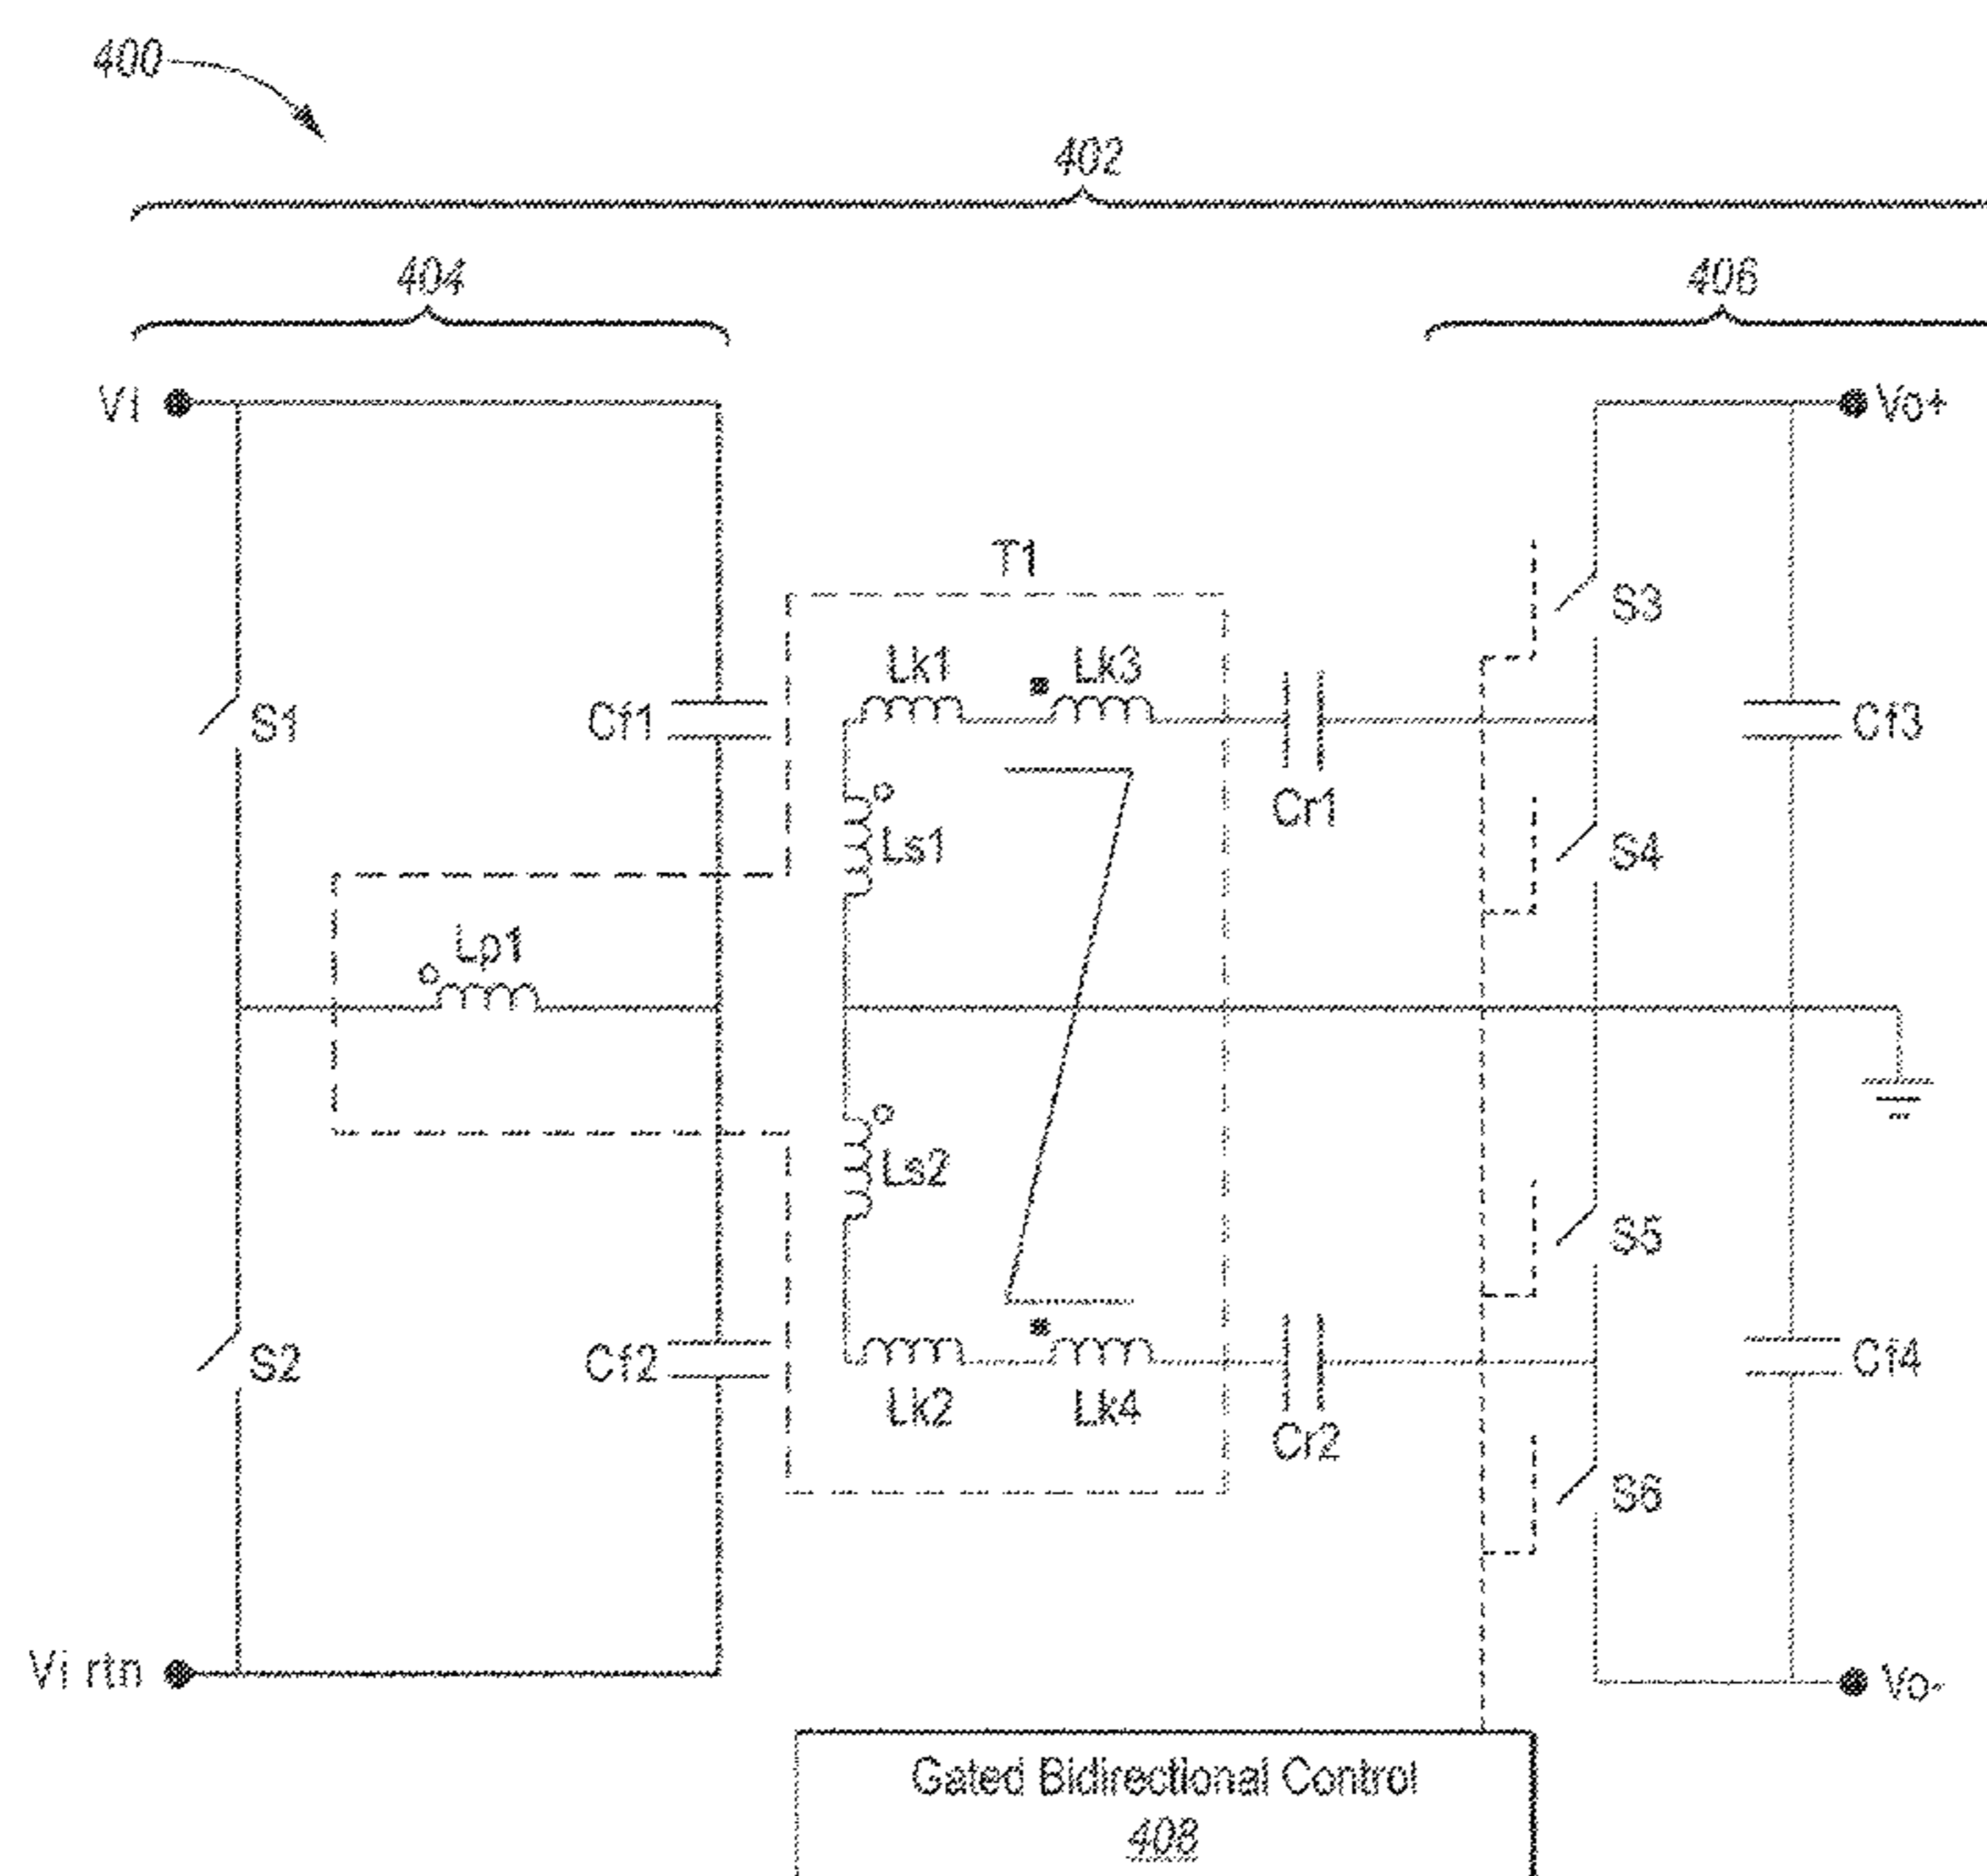 400
402
404
406
Vi
Vo+
T1
S3
Lk1
Lk3
S1
Cf1
Cf3
Cr1
Ls1
S4
Lp1
Ls2
S5
S2
Cf2
Cf4
Lk2
Lk4
Cr2
S6
Vi rtn
Vo-
Gated Bidirectional Control
408